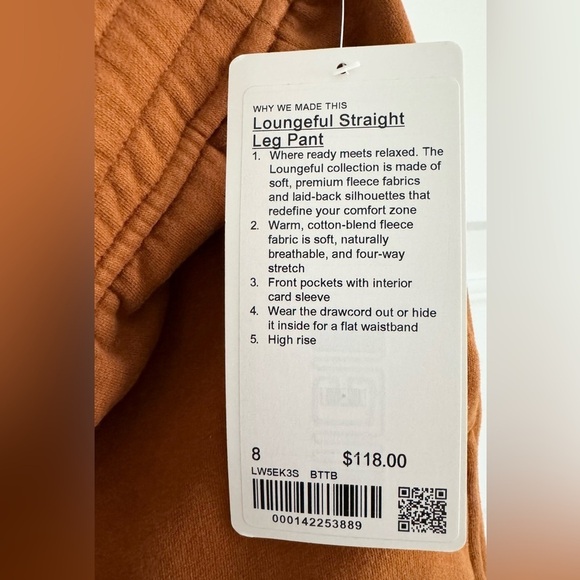 WHY WE MADE THIS
Loungeful Straight
Leg Pant
1. Where ready meets relaxed. The
Loungeful collection is made of
soft, premium fleece fabrics
and laid-back silhouettes that
redefine your comfort zone
2. Warm, cotton-blend fleece
fabric is soft, naturally
breathable, and four-way
stretch
3. Front pockets with interior
card sleeve
4. Wear the drawcord out or hide
it inside for a flat waistband
5. High rise
8 $118.00
LW5EK3S BTTB
000142253889